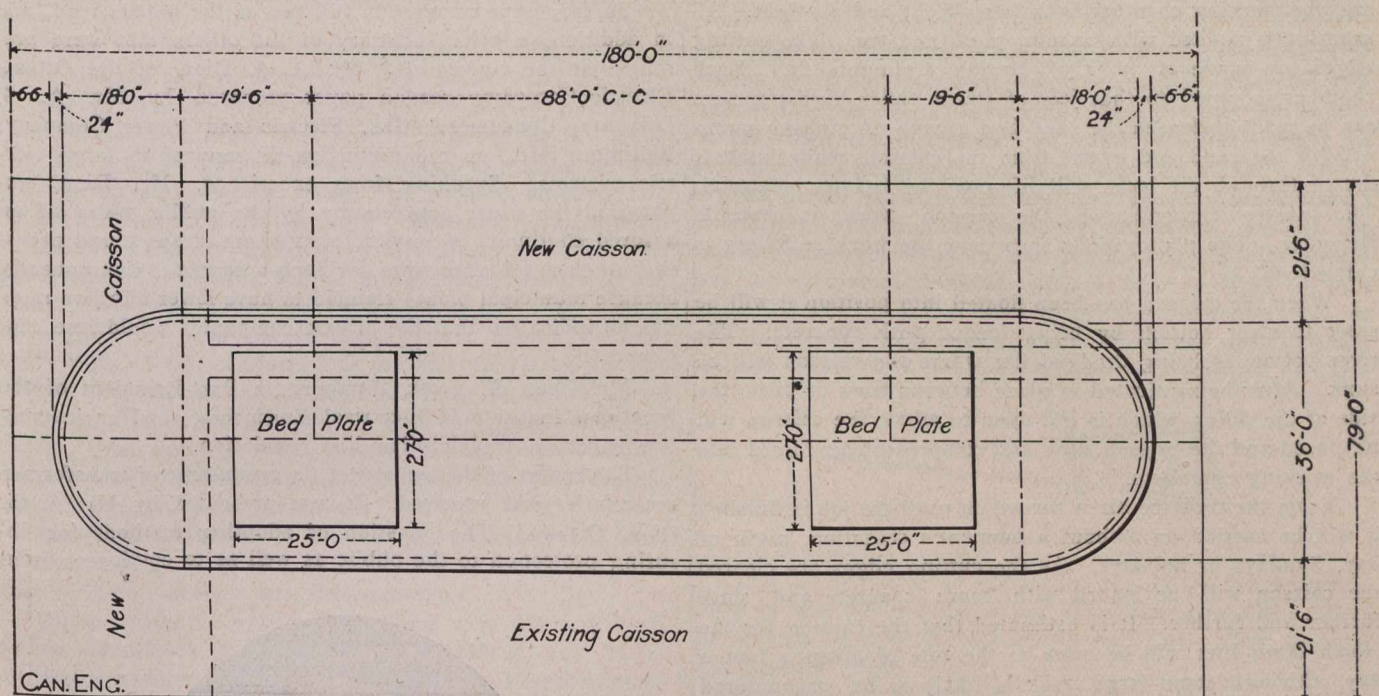 180'-0"
6'6" 18'-0" 19'-6" 88'-0" C-C 19'-6" 18'-0" 6'-6"
24" 24"
Caisson
New Caisson
21'-6"
Bed Plate
27'-0"
27'-0"
Bed Plate
36'-0"
79'-0"
25'-0"
25'-0"
New
Existing Caisson
21'-6"
CAN. ENG.